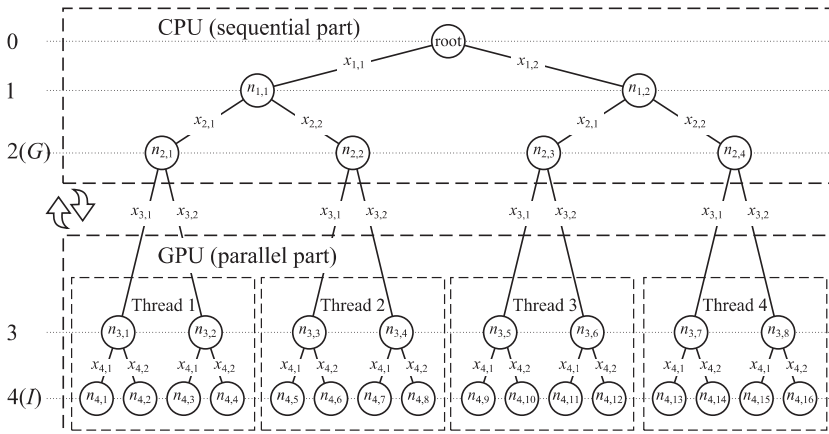 CPU (sequential part)
0 root
x1,1 x1,2
1 n1,1 n1,2
x2,1 x2,2 x2,1 x2,2
2(G) n2,1 n2,2 n2,3 n2,4
x3,1 x3,2 x3,1 x3,2 x3,1 x3,2 x3,1 x3,2
GPU (parallel part)
Thread 1 Thread 2 Thread 3 Thread 4
3 n3,1 n3,2 n3,3 n3,4 n3,5 n3,6 n3,7 n3,8
x4,1 x4,2 x4,1 x4,2 x4,1 x4,2 x4,1 x4,2 x4,1 x4,2 x4,1 x4,2 x4,1 x4,2 x4,1 x4,2
4(I) n4,1 n4,2 n4,3 n4,4 n4,5 n4,6 n4,7 n4,8 n4,9 n4,10 n4,11 n4,12 n4,13 n4,14 n4,15 n4,16